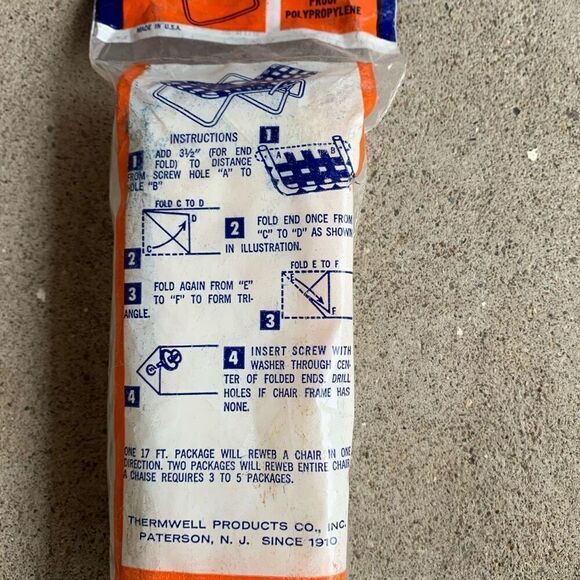 PROOF
MADE IN U.S.A.
POLYPROPYLENE
INSTRUCTIONS
1
1 ADD 3½" (FOR END
FOLD) TO DISTANCE
FROM SCREW HOLE "A" TO
HOLE "B"
A B
FOLD C TO D
D
C
2
2 FOLD END ONCE FROM
"C" TO "D" AS SHOWN
IN ILLUSTRATION.
3 FOLD AGAIN FROM "E"
TO "F" TO FORM TRI-
ANGLE.
FOLD E TO F
E
F
3
4
4 INSERT SCREW WITH
WASHER THROUGH CEN-
TER OF FOLDED ENDS. DRILL
HOLES IF CHAIR FRAME HAS
NONE.
ONE 17 FT. PACKAGE WILL REWEB A CHAIR IN ONE
DIRECTION. TWO PACKAGES WILL REWEB ENTIRE CHAIR
A CHAISE REQUIRES 3 TO 5 PACKAGES.
THERMWELL PRODUCTS CO., INC.
PATERSON, N. J. SINCE 1910